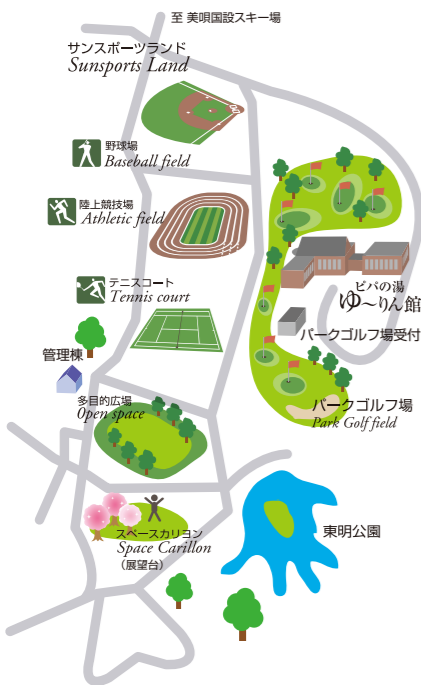 至 美唄国設スキー場
サンスポーツランド
Sunsports Land
野球場
Baseball field
陸上競技場
Athletic field
テニスコート
Tennis court
ピパの湯
ゆ〜りん館
パークゴルフ場受付
管理棟
多目的広場
Open space
パークゴルフ場
Park Golf field
スペースカリヨン
Space Carillon
（展望台）
東明公園